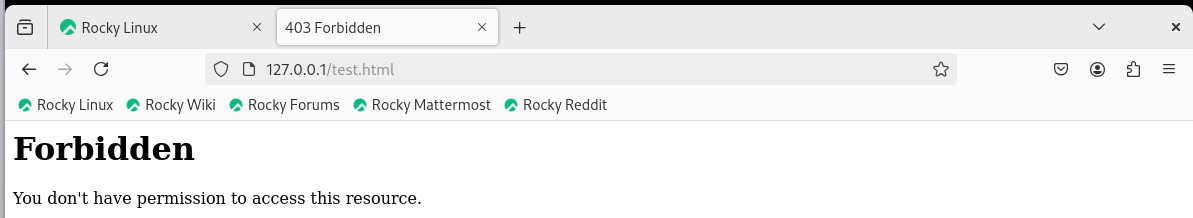 Rocky Linux 403 Forbidden
127.0.0.1/test.html
Rocky Linux Rocky Wiki Rocky Forums Rocky Mattermost Rocky Reddit
Forbidden
You don't have permission to access this resource.